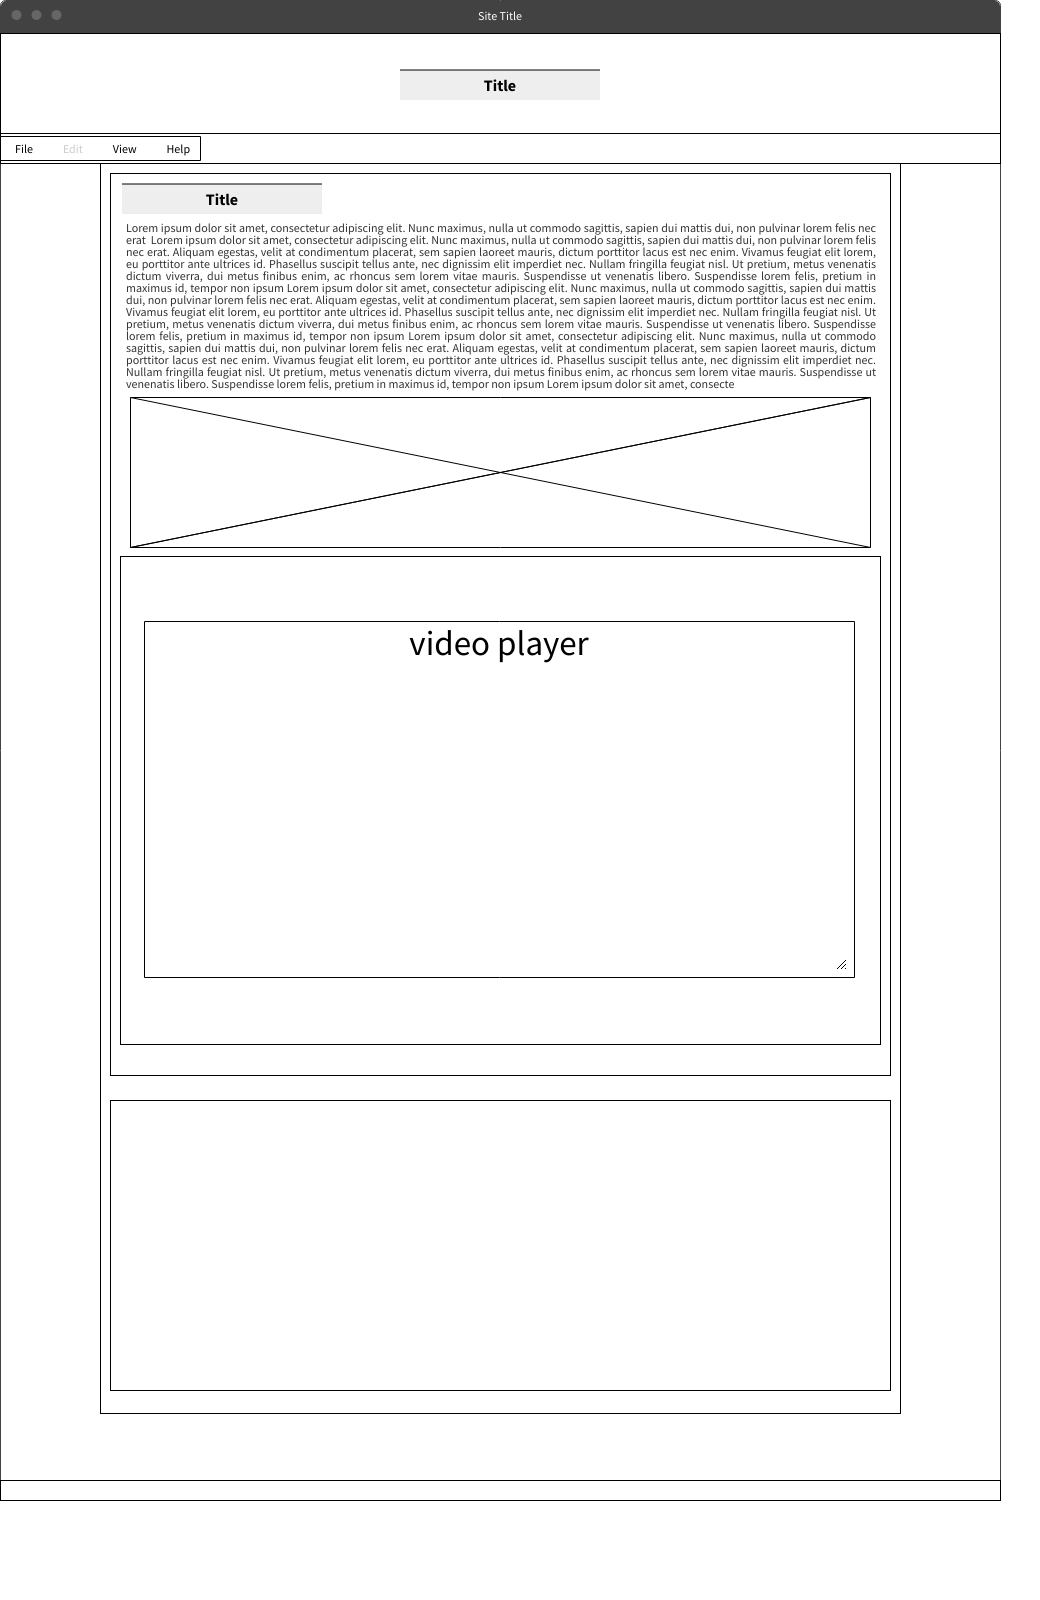 Site Title
Title
File Edit View Help
Title
Lorem ipsum dolor sit amet, consectetur adipiscing elit. Nunc maximus, nulla ut commodo sagittis, sapien dui mattis dui, non pulvinar lorem felis nec
erat  Lorem ipsum dolor sit amet, consectetur adipiscing elit. Nunc maximus, nulla ut commodo sagittis, sapien dui mattis dui, non pulvinar lorem felis
nec erat. Aliquam egestas, velit at condimentum placerat, sem sapien laoreet mauris, dictum porttitor lacus est nec enim. Vivamus feugiat elit lorem,
eu porttitor ante ultrices id. Phasellus suscipit tellus ante, nec dignissim elit imperdiet nec. Nullam fringilla feugiat nisl. Ut pretium, metus venenatis
dictum viverra, dui metus finibus enim, ac rhoncus sem lorem vitae mauris. Suspendisse ut venenatis libero. Suspendisse lorem felis, pretium in
maximus id, tempor non ipsum Lorem ipsum dolor sit amet, consectetur adipiscing elit. Nunc maximus, nulla ut commodo sagittis, sapien dui mattis
dui, non pulvinar lorem felis nec erat. Aliquam egestas, velit at condimentum placerat, sem sapien laoreet mauris, dictum porttitor lacus est nec enim.
Vivamus feugiat elit lorem, eu porttitor ante ultrices id. Phasellus suscipit tellus ante, nec dignissim elit imperdiet nec. Nullam fringilla feugiat nisl. Ut
pretium, metus venenatis dictum viverra, dui metus finibus enim, ac rhoncus sem lorem vitae mauris. Suspendisse ut venenatis libero. Suspendisse
lorem felis, pretium in maximus id, tempor non ipsum Lorem ipsum dolor sit amet, consectetur adipiscing elit. Nunc maximus, nulla ut commodo
sagittis, sapien dui mattis dui, non pulvinar lorem felis nec erat. Aliquam egestas, velit at condimentum placerat, sem sapien laoreet mauris, dictum
porttitor lacus est nec enim. Vivamus feugiat elit lorem, eu porttitor ante ultrices id. Phasellus suscipit tellus ante, nec dignissim elit imperdiet nec.
Nullam fringilla feugiat nisl. Ut pretium, metus venenatis dictum viverra, dui metus finibus enim, ac rhoncus sem lorem vitae mauris. Suspendisse ut
venenatis libero. Suspendisse lorem felis, pretium in maximus id, tempor non ipsum Lorem ipsum dolor sit amet, consecte
video player